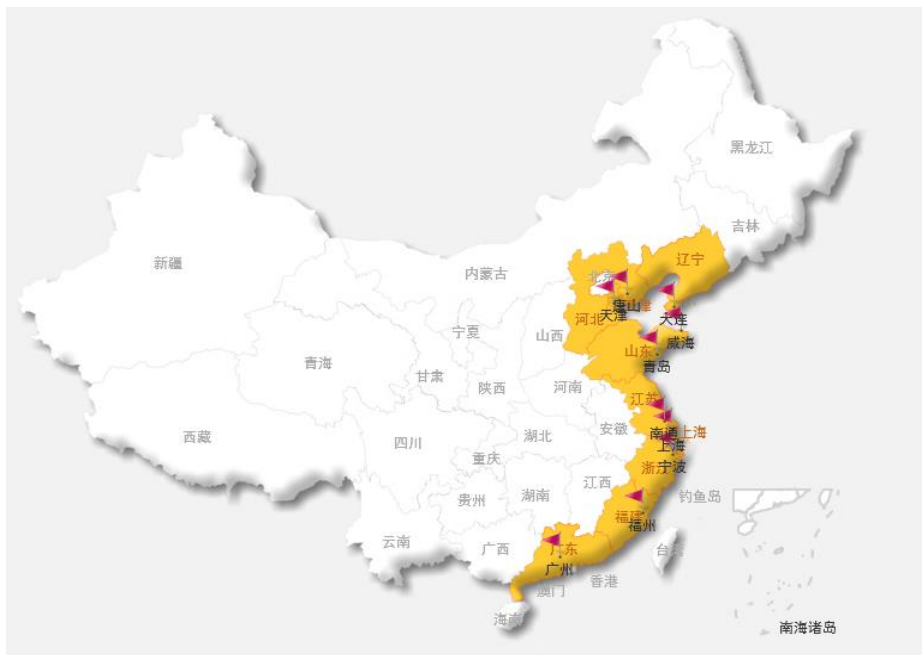 黑龙江
吉林
辽宁
新疆
内蒙古
北京
唐山
天津
大连
河北
宁夏
山西
威海
山东
青岛
青海
甘肃
陕西
河南
江苏
安徽
南通
上海
上海
西藏
四川
湖北
重庆
浙江
宁波
江西
湖南
贵州
钓鱼岛
福建
福州
云南
广西
广东
台湾
广州
香港
澳门
海南
南海诸岛